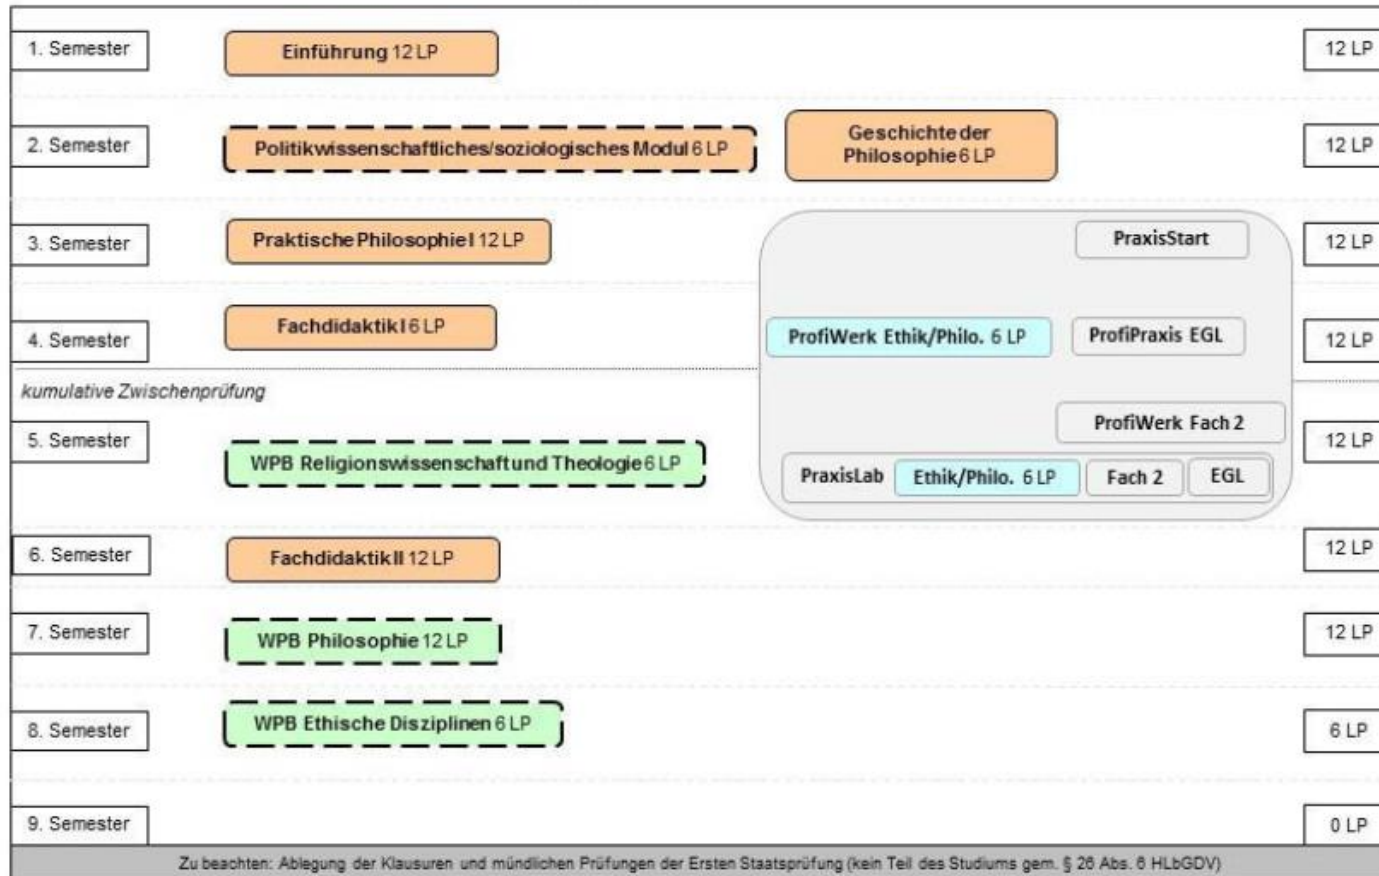 1. Semester
Einführung 12 LP
12 LP
2. Semester
Politikwissenschaftliches/soziologisches Modul 6 LP
Geschichte der
Philosophie 6 LP
12 LP
3. Semester
Praktische Philosophie I 12 LP
PraxisStart
12 LP
4. Semester
Fachdidaktik I 6 LP
ProfiWerk Ethik/Philo. 6 LP
ProfiPraxis EGL
12 LP
kumulative Zwischenprüfung
5. Semester
WPB Religionswissenschaft und Theologie 6 LP
ProfiWerk Fach 2
PraxisLab
Ethik/Philo. 6 LP
Fach 2
EGL
12 LP
6. Semester
Fachdidaktik II 12 LP
12 LP
7. Semester
WPB Philosophie 12 LP
12 LP
8. Semester
WPB Ethische Disziplinen 6 LP
6 LP
9. Semester
0 LP
Zu beachten: Ablegung der Klausuren und mündlichen Prüfungen der Ersten Staatsprüfung (kein Teil des Studiums gem. § 26 Abs. 6 HLbGDV)